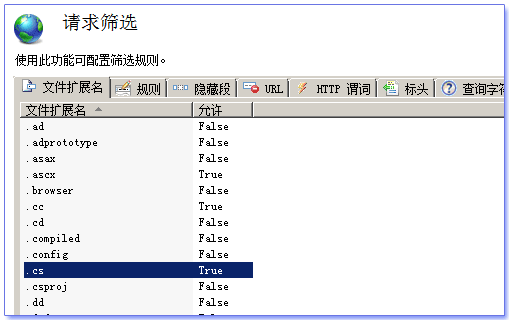 请求筛选
使用此功能可配置筛选规则。
文件扩展名 规则 隐藏段 URL HTTP 谓词 标头 查询字符
文件扩展名 允许
.ad False
.adprototype False
.asax False
.ascx True
.browser False
.cc True
.cd False
.compiled False
.config False
.cs True
.csproj False
.dd False